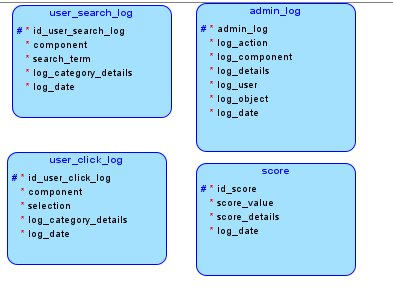 user_search_log
# * id_user_search_log
* component
* search_term
* log_category_details
* log_date
admin_log
# * admin_log
* log_action
* log_component
* log_details
* log_user
* log_object
* log_date
user_click_log
# * id_user_click_log
* component
* selection
* log_category_details
* log_date
score
# * id_score
* score_value
* score_details
* log_date